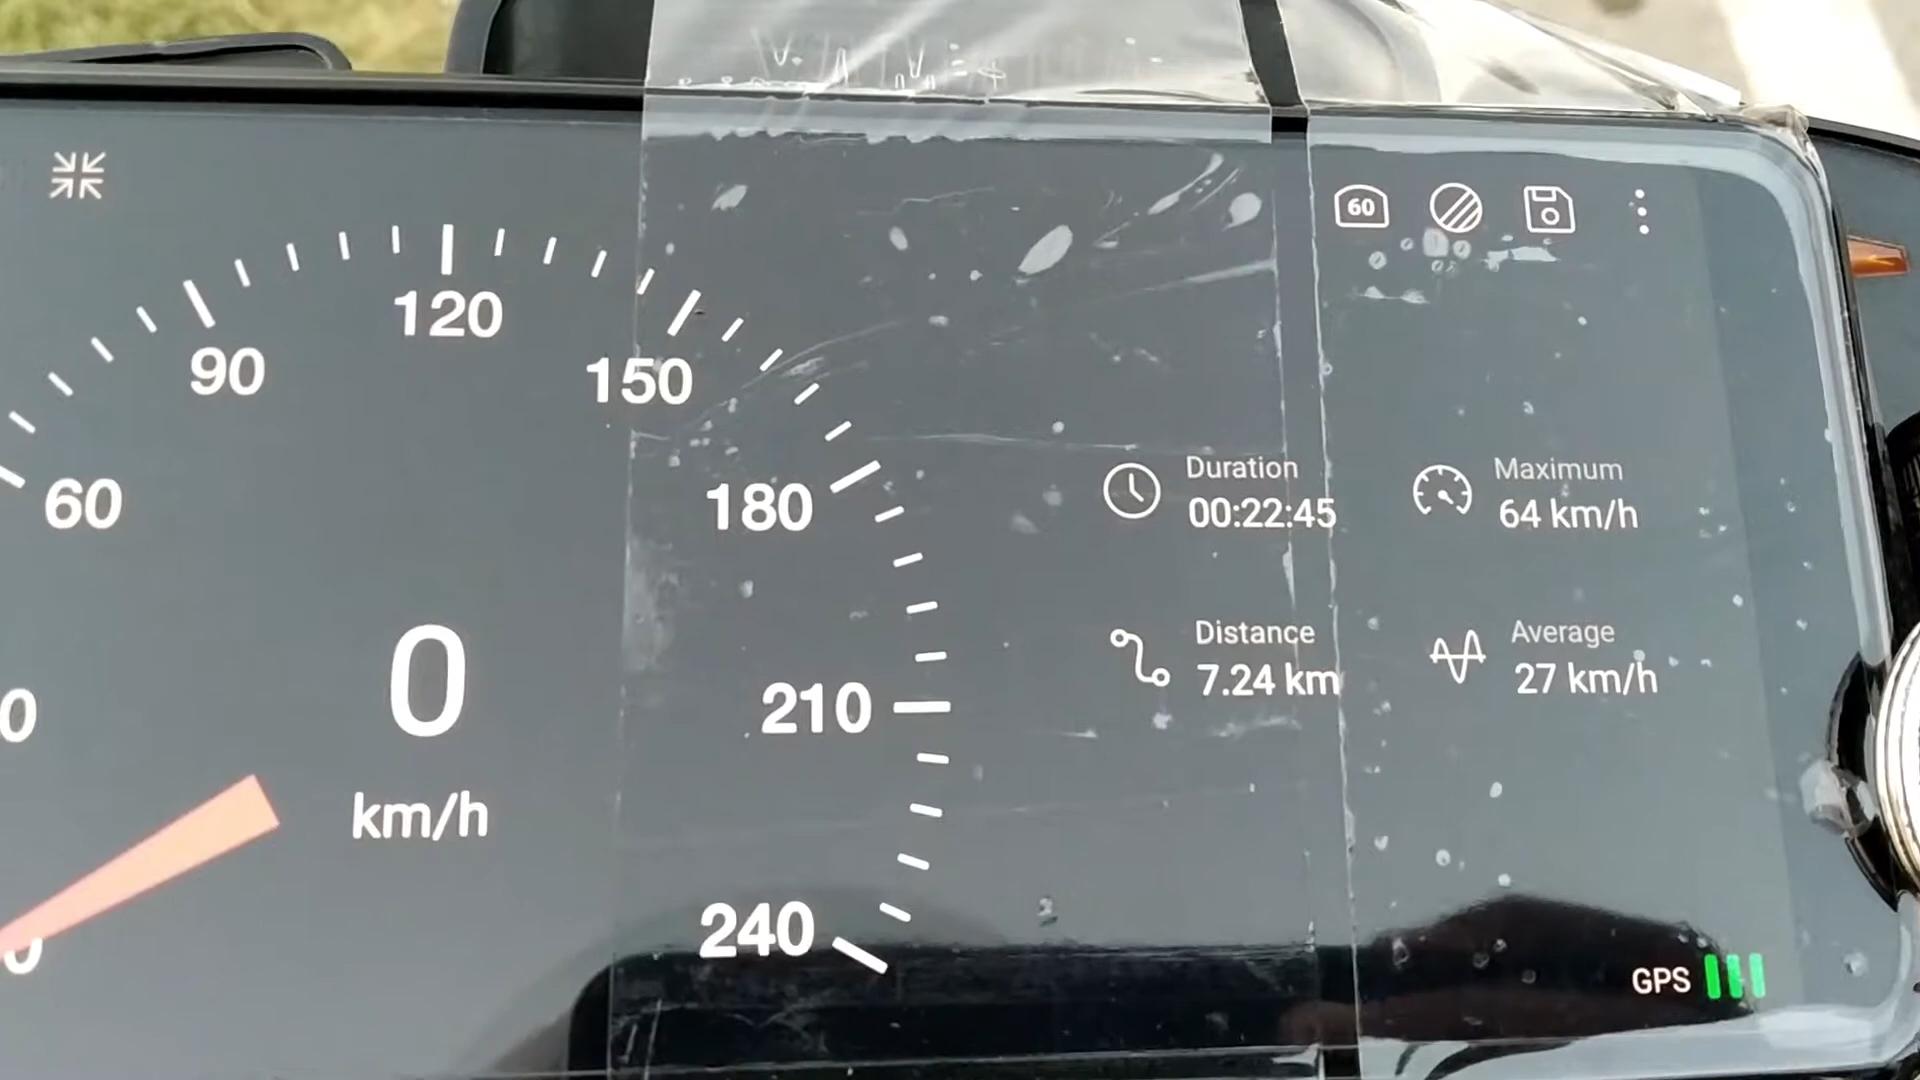 60
120
90
150
60
180
Duration
00:22:45
Maximum
64 km/h
Distance
7.24 km
Average
27 km/h
0
210
km/h
240
GPS